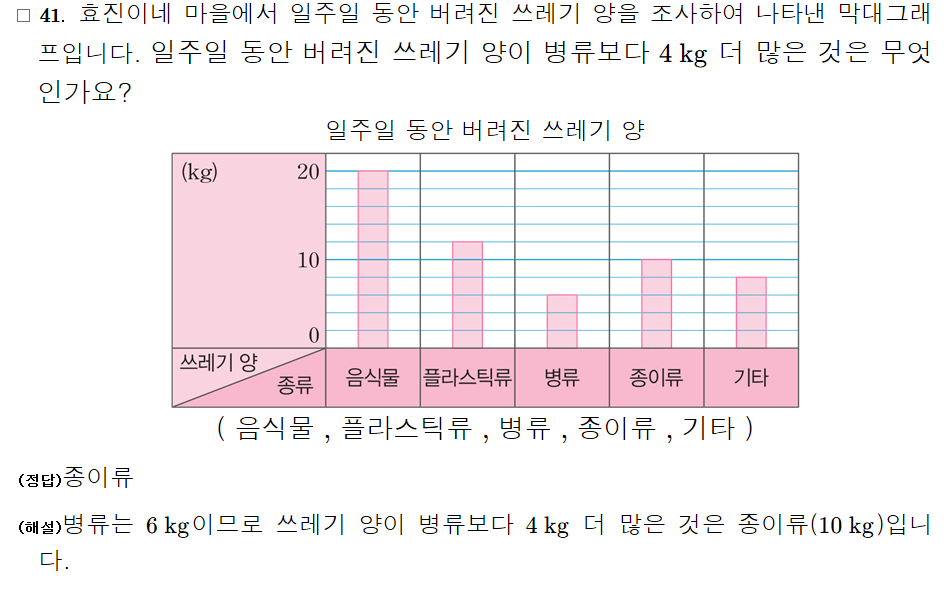 □ 41. 효진이네 마을에서 일주일 동안 버려진 쓰레기 양을 조사하여 나타낸 막대그래
프입니다. 일주일 동안 버려진 쓰레기 양이 병류보다 4 kg 더 많은 것은 무엇
인가요?
일주일 동안 버려진 쓰레기 양
(kg) 20
10
0
쓰레기 양
종류 음식물 플라스틱류 병류 종이류 기타
( 음식물 , 플라스틱류 , 병류 , 종이류 , 기타 )
(정답)종이류
(해설)병류는 6 kg이므로 쓰레기 양이 병류보다 4 kg 더 많은 것은 종이류(10 kg)입니
다.